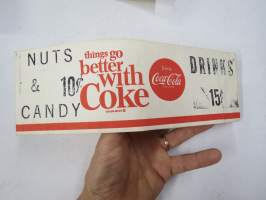 NUTS
& 10¢
CANDY
things go
better
with
Coke
Drink
Coca-Cola
DRINKS
15¢